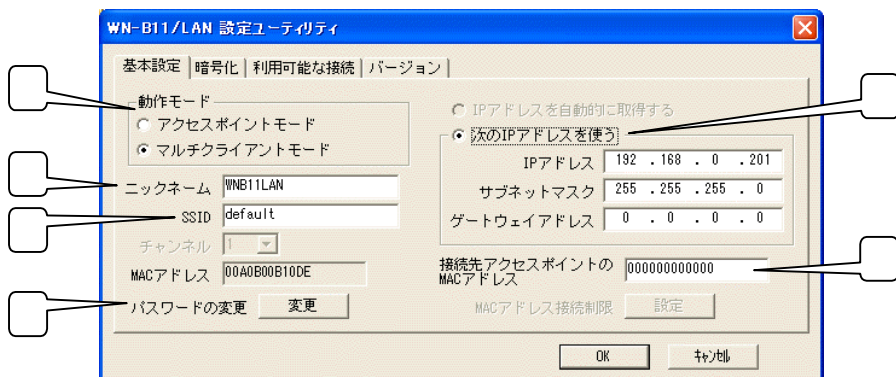 WN-B11/LAN 設定ユーティリティ
基本設定 暗号化 利用可能な接続 バージョン
動作モード
アクセスポイントモード
マルチクライアントモード
ニックネーム WNB11LAN
SSID default
チャンネル 1
MACアドレス 00A0B00B10DE
パスワードの変更 変更
IPアドレスを自動的に取得する
次のIPアドレスを使う
IPアドレス 192 . 168 . 0 . 201
サブネットマスク 255 . 255 . 255 . 0
ゲートウェイアドレス 0 . 0 . 0 . 0
接続先アクセスポイントの
MACアドレス 000000000000
MACアドレス接続制限 設定
OK キャンセル